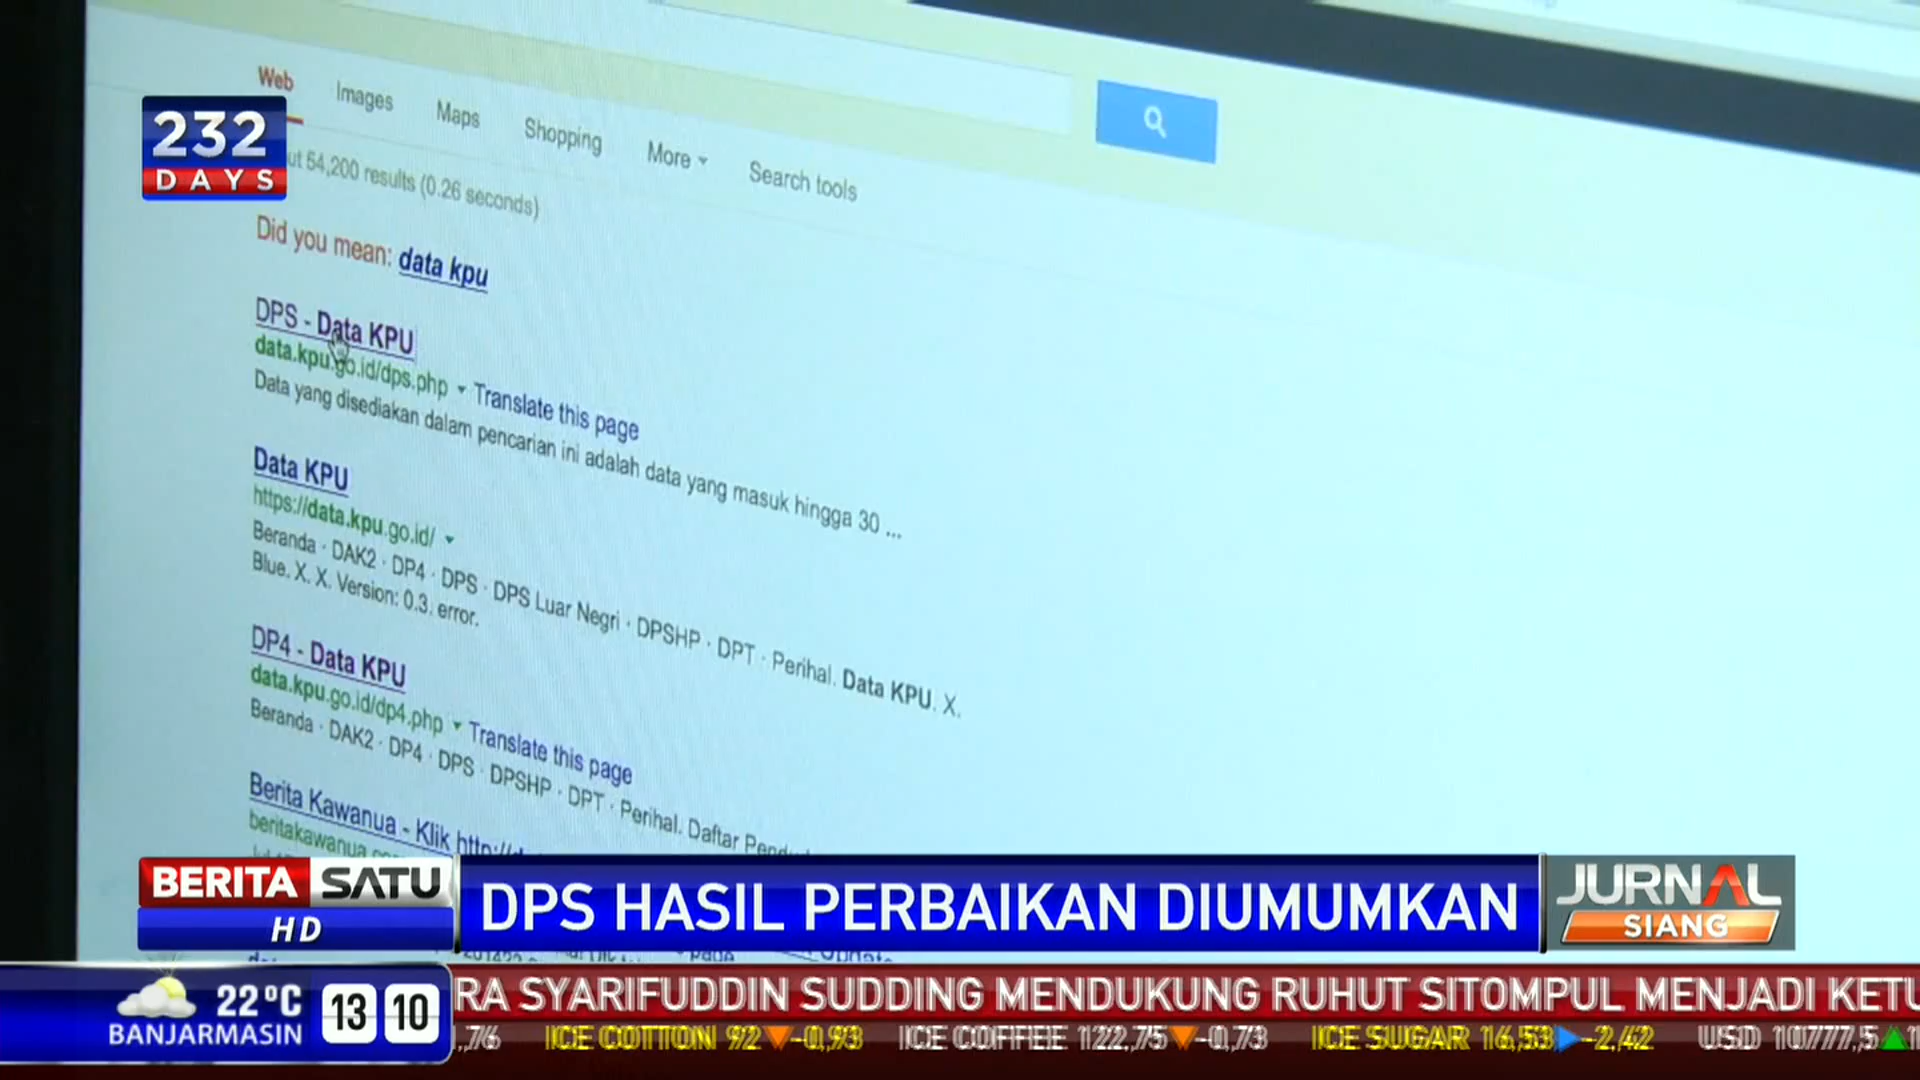 Web Images Maps Shopping More Search tools
232
DAYS
54,200 results (0.26 seconds)
Did you mean: data kpu
DPS - Data KPU
data.kpu.go.id/dps.php Translate this page
Data yang disediakan dalam pencarian ini adalah data yang masuk hingga 30 ...
Data KPU
https://data.kpu.go.id/
Beranda · DAK2 · DP4 · DPS · DPS Luar Negri · DPSHP · DPT · Perihal. Data KPU. X.
Blue. X. X. Version: 0.3. error.
DP4 - Data KPU
data.kpu.go.id/dp4.php Translate this page
Beranda · DAK2 · DP4 · DPS · DPSHP · DPT · Perihal. Daftar
Berita Kawanua - Klik
beritakawanua
BERITA SATU
HD
DPS HASIL PERBAIKAN DIUMUMKAN
JURNAL
SIANG
22°C
BANJARMASIN
13 10
RA SYARIFUDDIN SUDDING MENDUKUNG RUHUT SITOMPUL MENJADI KETU
,76 ICE COTTON 92 -0,93 ICE COFFEE 122,75 -0,73 ICE SUGAR 16,53 -2,42 USD 10777,5